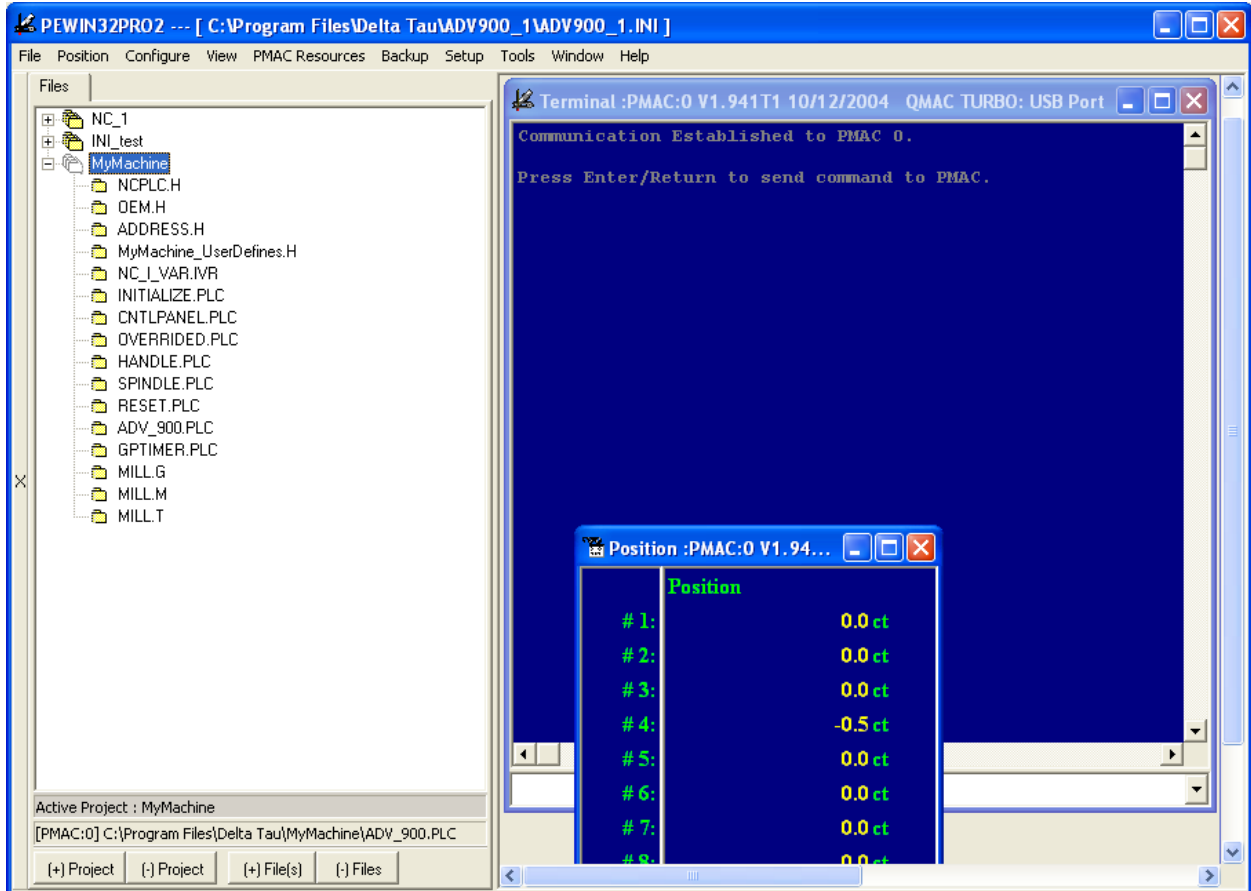 PEWIN32PRO2 --- [ C:\Program Files\Delta Tau\ADV900_1\ADV900_1.INI ]
File Position Configure View PMAC Resources Backup Setup Tools Window Help
Files
NC_1
INI_test
MyMachine
NCPLC.H
OEM.H
ADDRESS.H
MyMachine_UserDefines.H
NC_I_VAR.IVR
INITIALIZE.PLC
CNTLPANEL.PLC
OVERRIDED.PLC
HANDLE.PLC
SPINDLE.PLC
RESET.PLC
ADV_900.PLC
GPTIMER.PLC
MILL.G
MILL.M
MILL.T
X
Active Project : MyMachine
[PMAC:0] C:\Program Files\Delta Tau\MyMachine\ADV_900.PLC
(+) Project (-) Project (+) File(s) (-) Files
Terminal :PMAC:0 V1.941T1 10/12/2004 QMAC TURBO: USB Port
Communication Established to PMAC 0.
Press Enter/Return to send command to PMAC.
Position :PMAC:0 V1.94...
Position
# 1: 0.0 ct
# 2: 0.0 ct
# 3: 0.0 ct
# 4: -0.5 ct
# 5: 0.0 ct
# 6: 0.0 ct
# 7: 0.0 ct
# 8: 0.0 ct